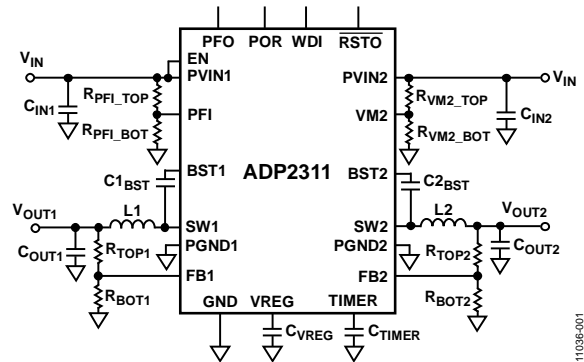 PFO POR WDI RSTO
VIN EN VIN
PVIN1 PVIN2
CIN1 RPFI_TOP RVM2_TOP CIN2
PFI VM2
RPFI_BOT RVM2_BOT
BST1 ADP2311 BST2
C1BST C2BST
VOUT1 L1 SW1 SW2 L2 VOUT2
COUT1 RTOP1 PGND1 PGND2 RTOP2 COUT2
FB1 FB2
RBOT1 RBOT2
GND VREG TIMER
CVREG CTIMER
11036-001